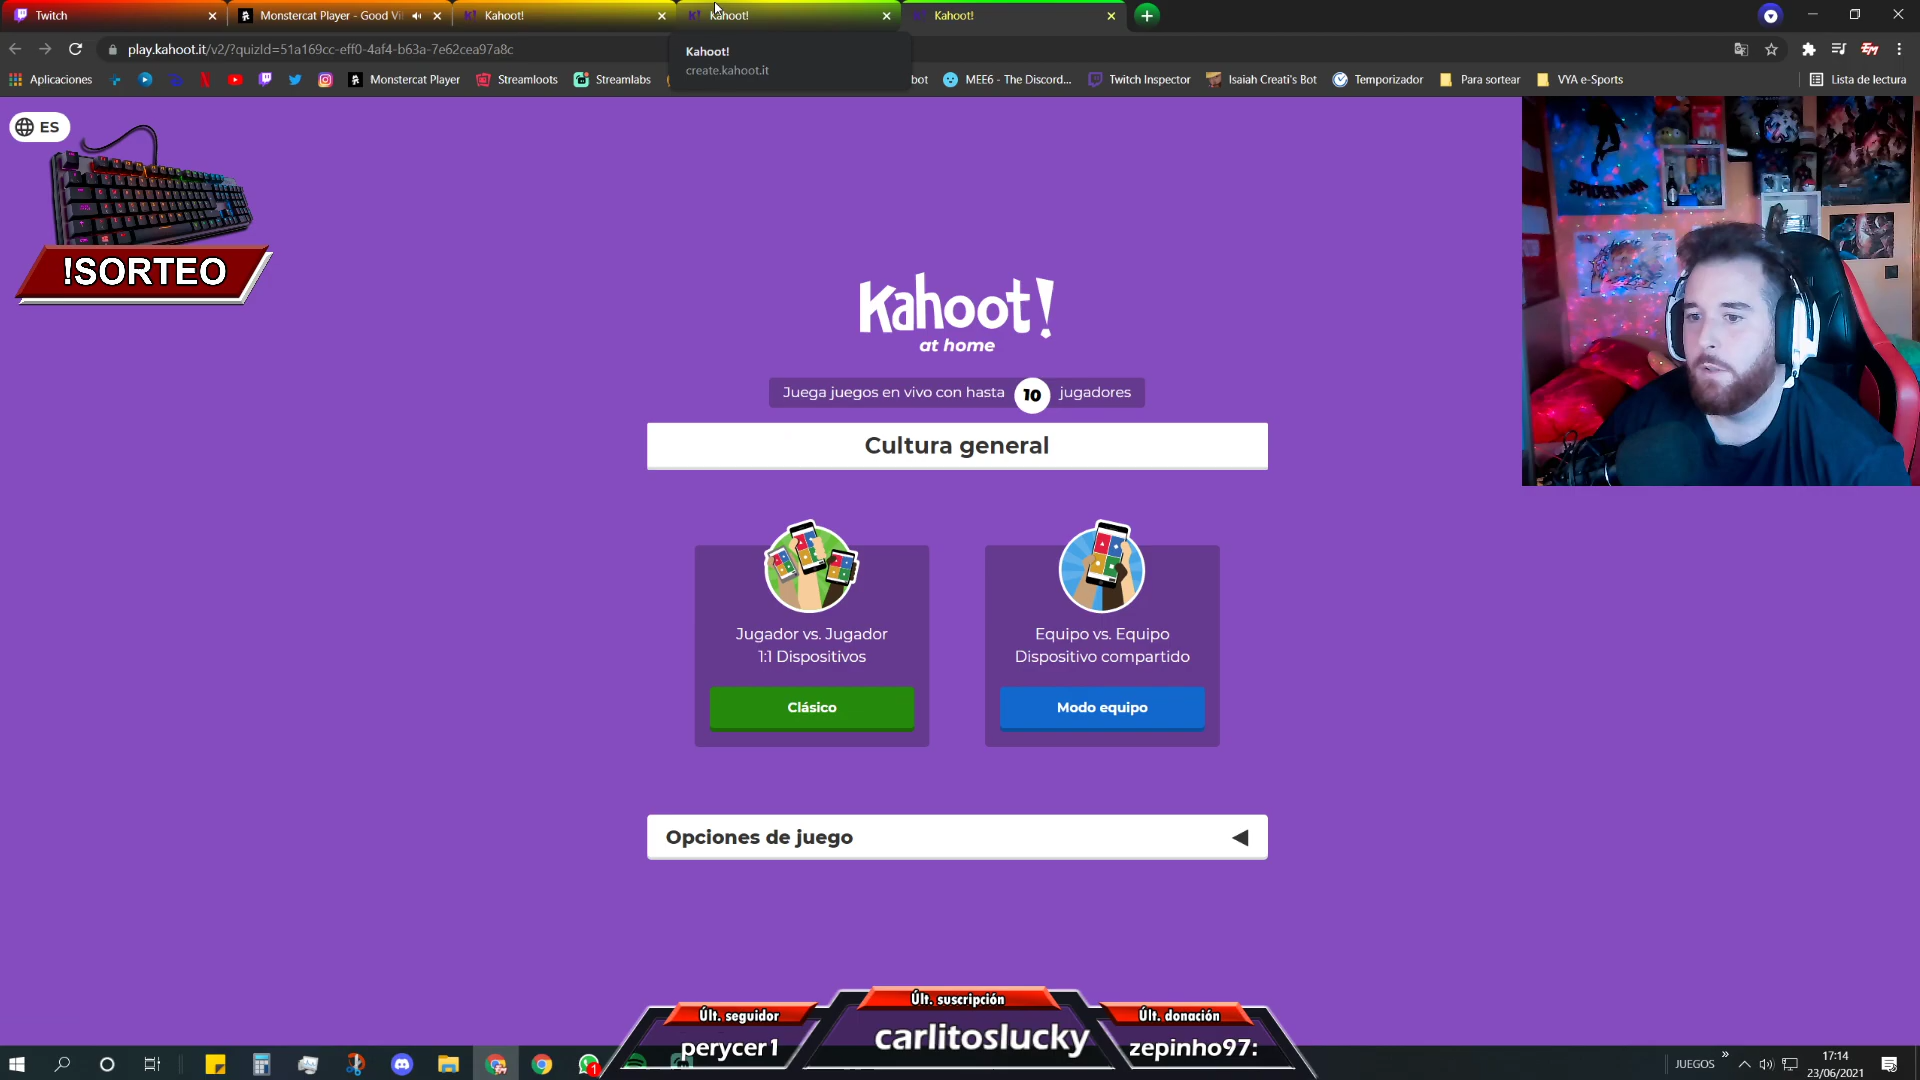 Twitch
Monstercat Player - Good Vi
Kahoot!
Kahoot!
Kahoot!
play.kahoot.it/v2/?quizId=51a169cc-eff0-4af4-b63a-7e62cea97a8c
Kahoot!
create.kahoot.it
Aplicaciones
Monstercat Player
Streamloots
Streamlabs
bot
MEE6 - The Discord...
Twitch Inspector
Isaiah Creati's Bot
Temporizador
Para sortear
VYA e-Sports
Lista de lectura
ES
!SORTEO
SPIDER-MAN
Kahoot!
at home
Juega juegos en vivo con hasta 10 jugadores
Cultura general
Jugador vs. Jugador
1:1 Dispositivos
Clásico
Equipo vs. Equipo
Dispositivo compartido
Modo equipo
Opciones de juego
Últ. seguidor
perycer1
Últ. suscripción
carlitoslucky
Últ. donación
zepinho97:
1
JUEGOS
17:14
23/06/2021